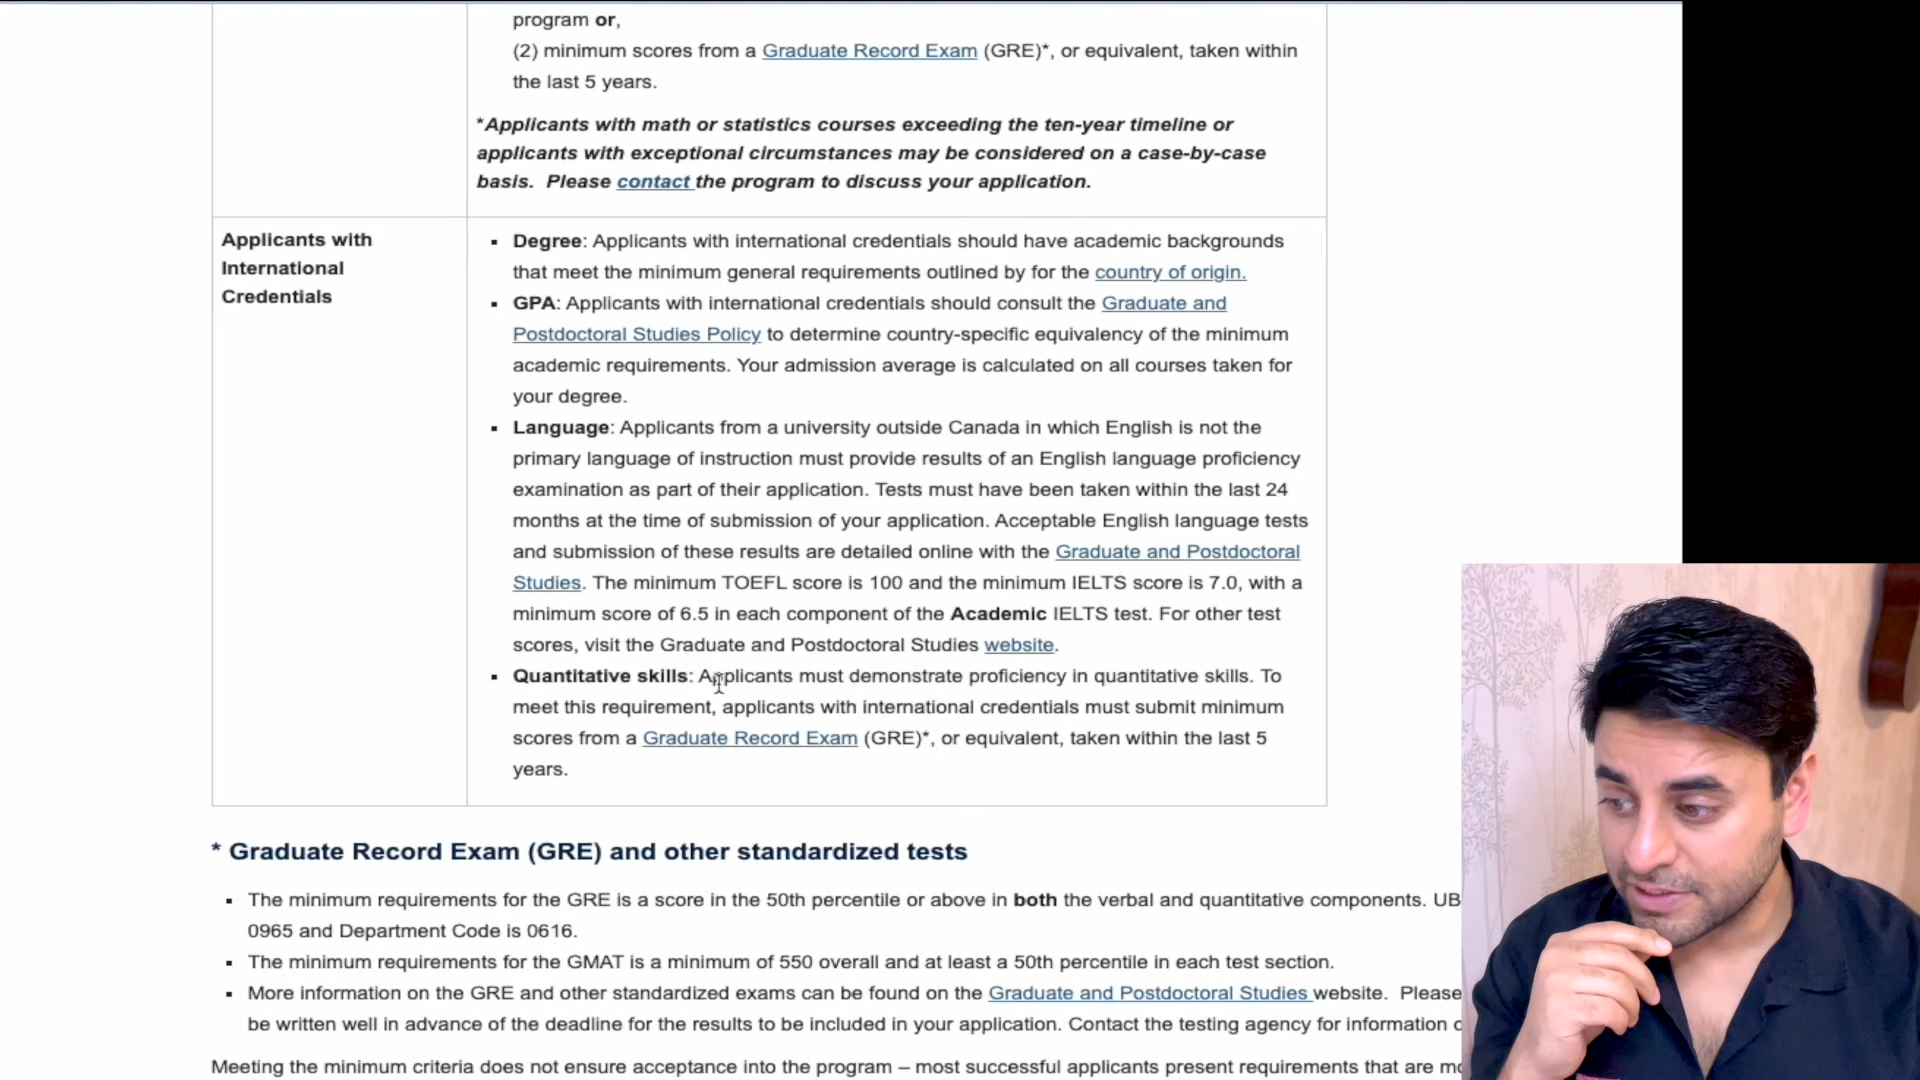 program or,
(2) minimum scores from a Graduate Record Exam (GRE)*, or equivalent, taken within
the last 5 years.
*Applicants with math or statistics courses exceeding the ten-year timeline or
applicants with exceptional circumstances may be considered on a case-by-case
basis. Please contact the program to discuss your application.
Applicants with
International
Credentials
▪ Degree: Applicants with international credentials should have academic backgrounds
that meet the minimum general requirements outlined by for the country of origin.
▪ GPA: Applicants with international credentials should consult the Graduate and
Postdoctoral Studies Policy to determine country-specific equivalency of the minimum
academic requirements. Your admission average is calculated on all courses taken for
your degree.
▪ Language: Applicants from a university outside Canada in which English is not the
primary language of instruction must provide results of an English language proficiency
examination as part of their application. Tests must have been taken within the last 24
months at the time of submission of your application. Acceptable English language tests
and submission of these results are detailed online with the Graduate and Postdoctoral
Studies. The minimum TOEFL score is 100 and the minimum IELTS score is 7.0, with a
minimum score of 6.5 in each component of the Academic IELTS test. For other test
scores, visit the Graduate and Postdoctoral Studies website.
▪ Quantitative skills: Applicants must demonstrate proficiency in quantitative skills. To
meet this requirement, applicants with international credentials must submit minimum
scores from a Graduate Record Exam (GRE)*, or equivalent, taken within the last 5
years.
* Graduate Record Exam (GRE) and other standardized tests
▪ The minimum requirements for the GRE is a score in the 50th percentile or above in both the verbal and quantitative components. UB
0965 and Department Code is 0616.
▪ The minimum requirements for the GMAT is a minimum of 550 overall and at least a 50th percentile in each test section.
▪ More information on the GRE and other standardized exams can be found on the Graduate and Postdoctoral Studies website. Please
be written well in advance of the deadline for the results to be included in your application. Contact the testing agency for information
Meeting the minimum criteria does not ensure acceptance into the program – most successful applicants present requirements that are